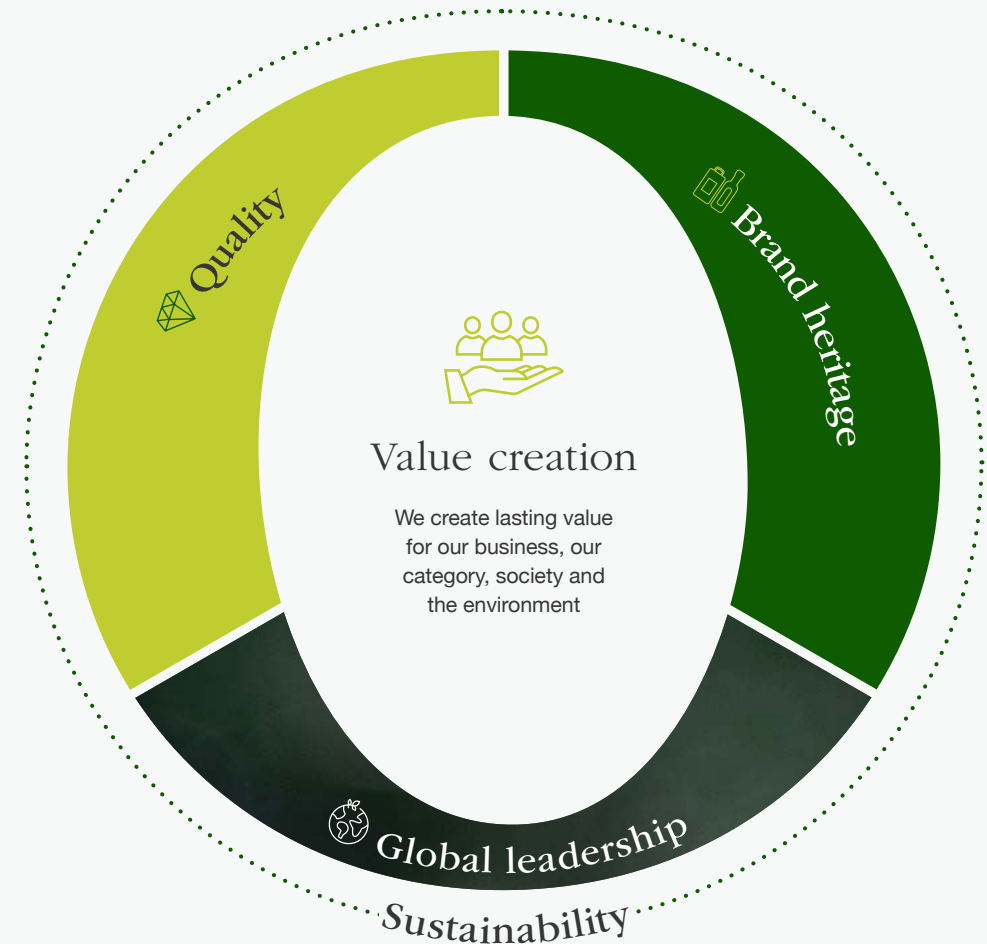 Quality
Brand heritage
Value creation
We create lasting value
for our business, our
category, society and
the environment
Global leadership
Sustainability